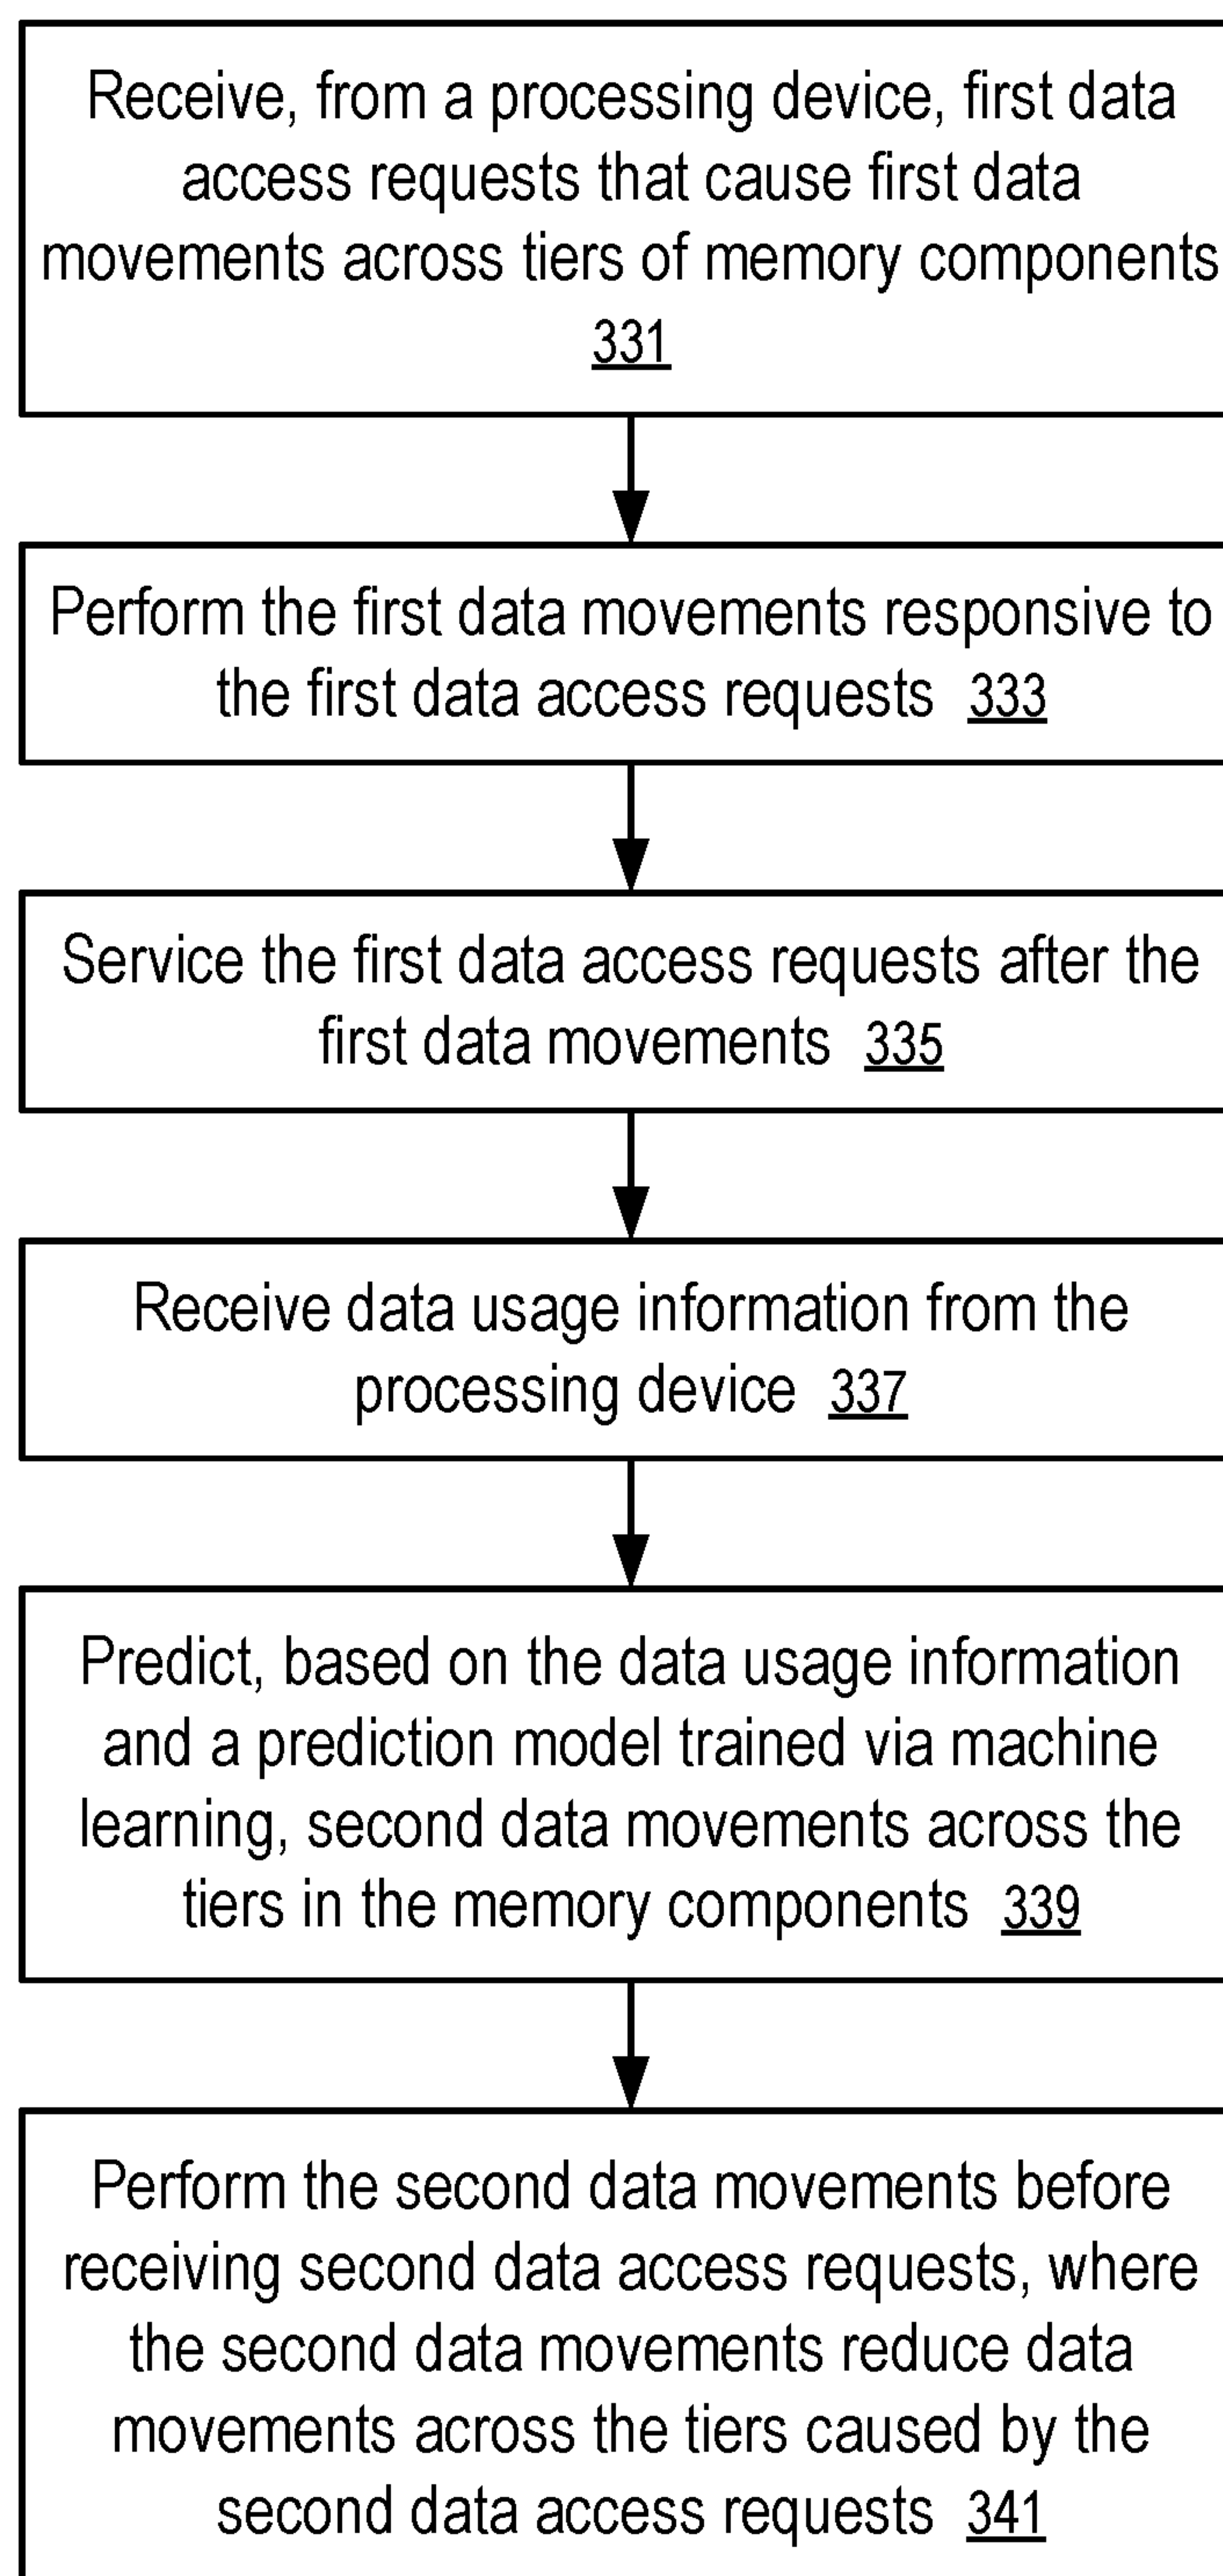 Receive, from a processing device, first data
access requests that cause first data
movements across tiers of memory components
331
Perform the first data movements responsive to
the first data access requests 333
Service the first data access requests after the
first data movements 335
Receive data usage information from the
processing device 337
Predict, based on the data usage information
and a prediction model trained via machine
learning, second data movements across the
tiers in the memory components 339
Perform the second data movements before
receiving second data access requests, where
the second data movements reduce data
movements across the tiers caused by the
second data access requests 341